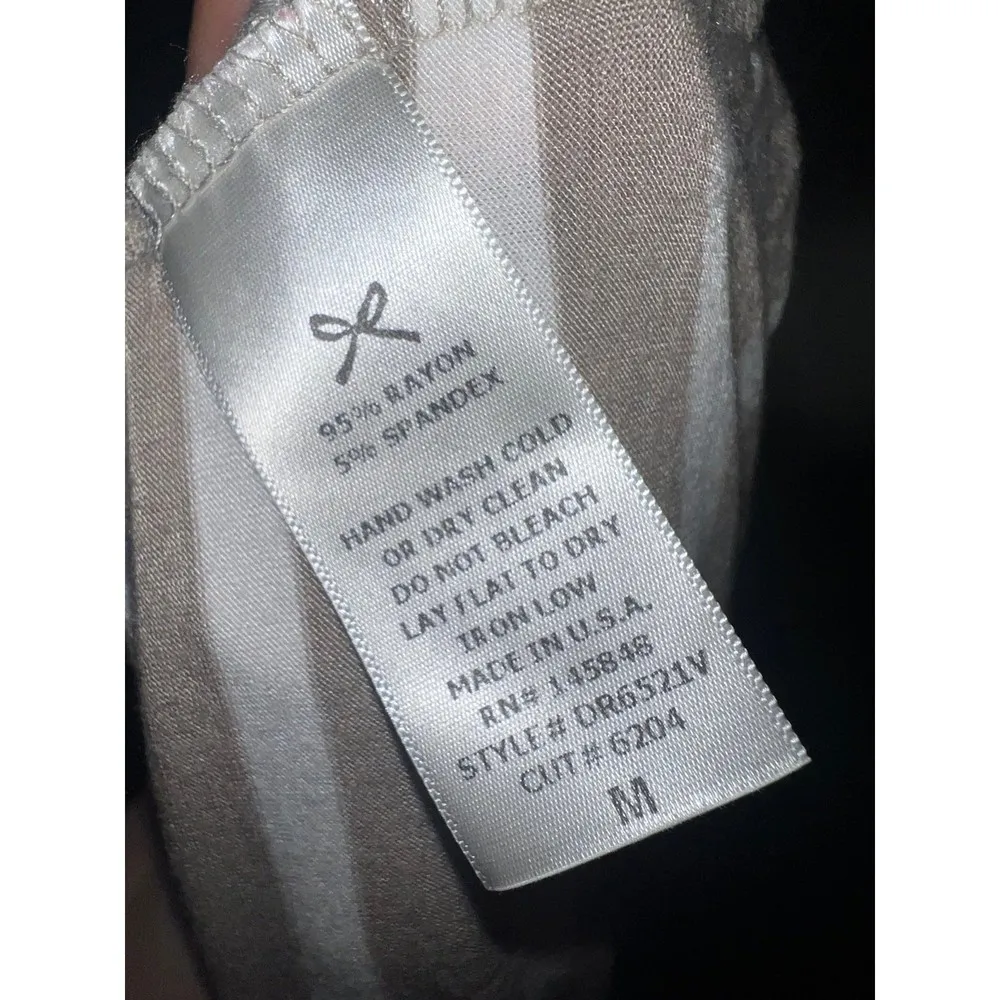 95% RAYON
5% SPANDEX
HAND WASH COLD
OR DRY CLEAN
DO NOT BLEACH
LAY FLAT TO DRY
IRON LOW
MADE IN U.S.A.
RN# 145848
STYLE# DR6521V
CUT# 6204
M